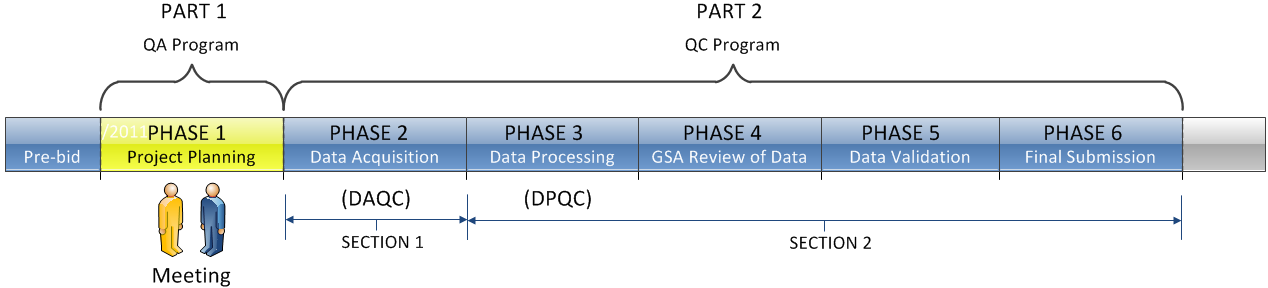 PART 1
PART 2
QA Program
QC Program
/2011
PHASE 1
PHASE 2
PHASE 3
PHASE 4
PHASE 5
PHASE 6
Pre-bid
Project Planning
Data Acquisition
Data Processing
GSA Review of Data
Data Validation
Final Submission
(DAQC)
(DPQC)
SECTION 1
SECTION 2
Meeting